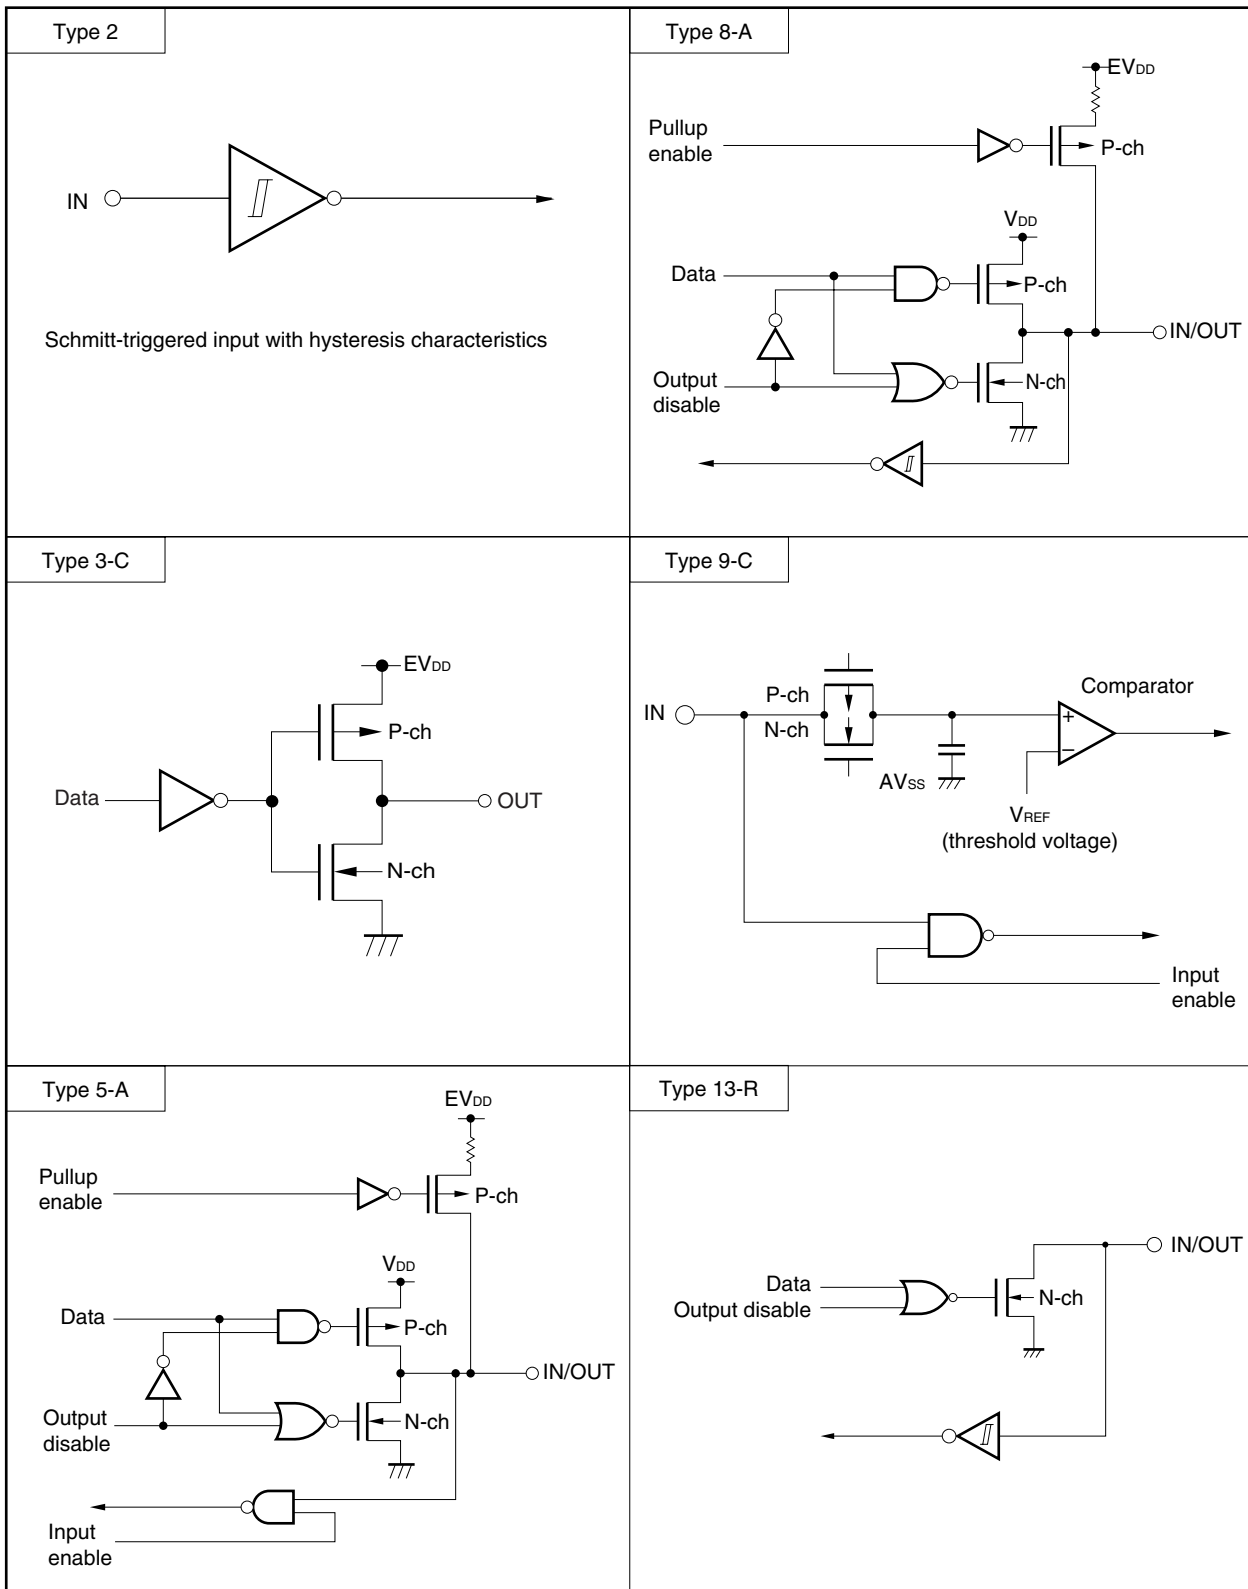 Type 2
IN
Schmitt-triggered input with hysteresis characteristics
Type 8-A
EVDD
Pullup
enable
P-ch
VDD
Data
P-ch
IN/OUT
Output
disable
N-ch
Type 3-C
EVDD
P-ch
Data
OUT
N-ch
Type 9-C
P-ch
Comparator
IN
N-ch
+
−
AVSS
VREF
(threshold voltage)
Input
enable
Type 5-A
EVDD
Pullup
enable
P-ch
VDD
Data
P-ch
IN/OUT
Output
disable
N-ch
Input
enable
Type 13-R
IN/OUT
Data
Output disable
N-ch